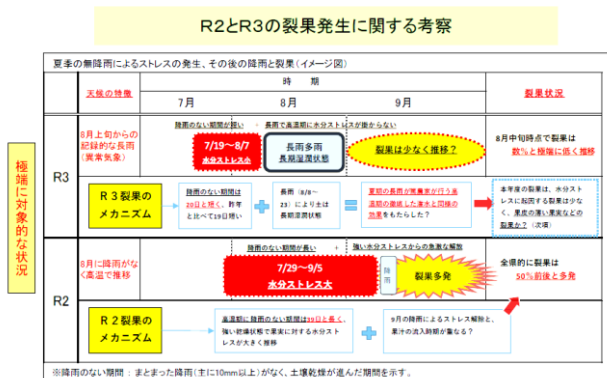 R2とR3の裂果発生に関する考察
夏季の無降雨によるストレスの発生、その後の降雨と裂果(イメージ図)
天候の特徴
時 期
7月
8月
9月
裂果状況
極端に対象的な状況
R3
8月上旬からの
記録的な長雨
(異常気象)
降雨のない期間が短い + 長雨で高温期に水分ストレスが掛からない
7/19~8/7
水分ストレス小
長雨多雨
長期湿潤状態
裂果は少なく推移?
8月中旬時点で裂果は
数%と極端に低く推移
R3裂果の
メカニズム
降雨のない期間は
20日と短く、昨年
と比べて19日短い
長雨(8/8~
23)により土は
長期湿潤状態
夏期の長雨が篤農家が行う高
温期の徹底した潅水と同様の
効果をもたらした?
本年度の裂果は、水分スト
レスに起因する裂果は少
なく、果皮の薄い果実などの
裂果か?(次項)
R2
8月に降雨がな
く高温で推移
降雨のない期間が長い + 強い水分ストレスからの急激な解放
7/29~9/5
水分ストレス大
降雨
裂果多発
全県的に裂果は
50%前後と多発
R2裂果の
メカニズム
高温期に降雨のない期間は39日と長く、
強い乾燥状態で果実に対する水分スト
レスが大きく推移
9月の降雨によるストレス解除と、
果汁の流入時期が重なる?
※降雨のない期間:まとまった降雨(主に10mm以上)がなく、土壌乾燥が進んだ期間を示す。